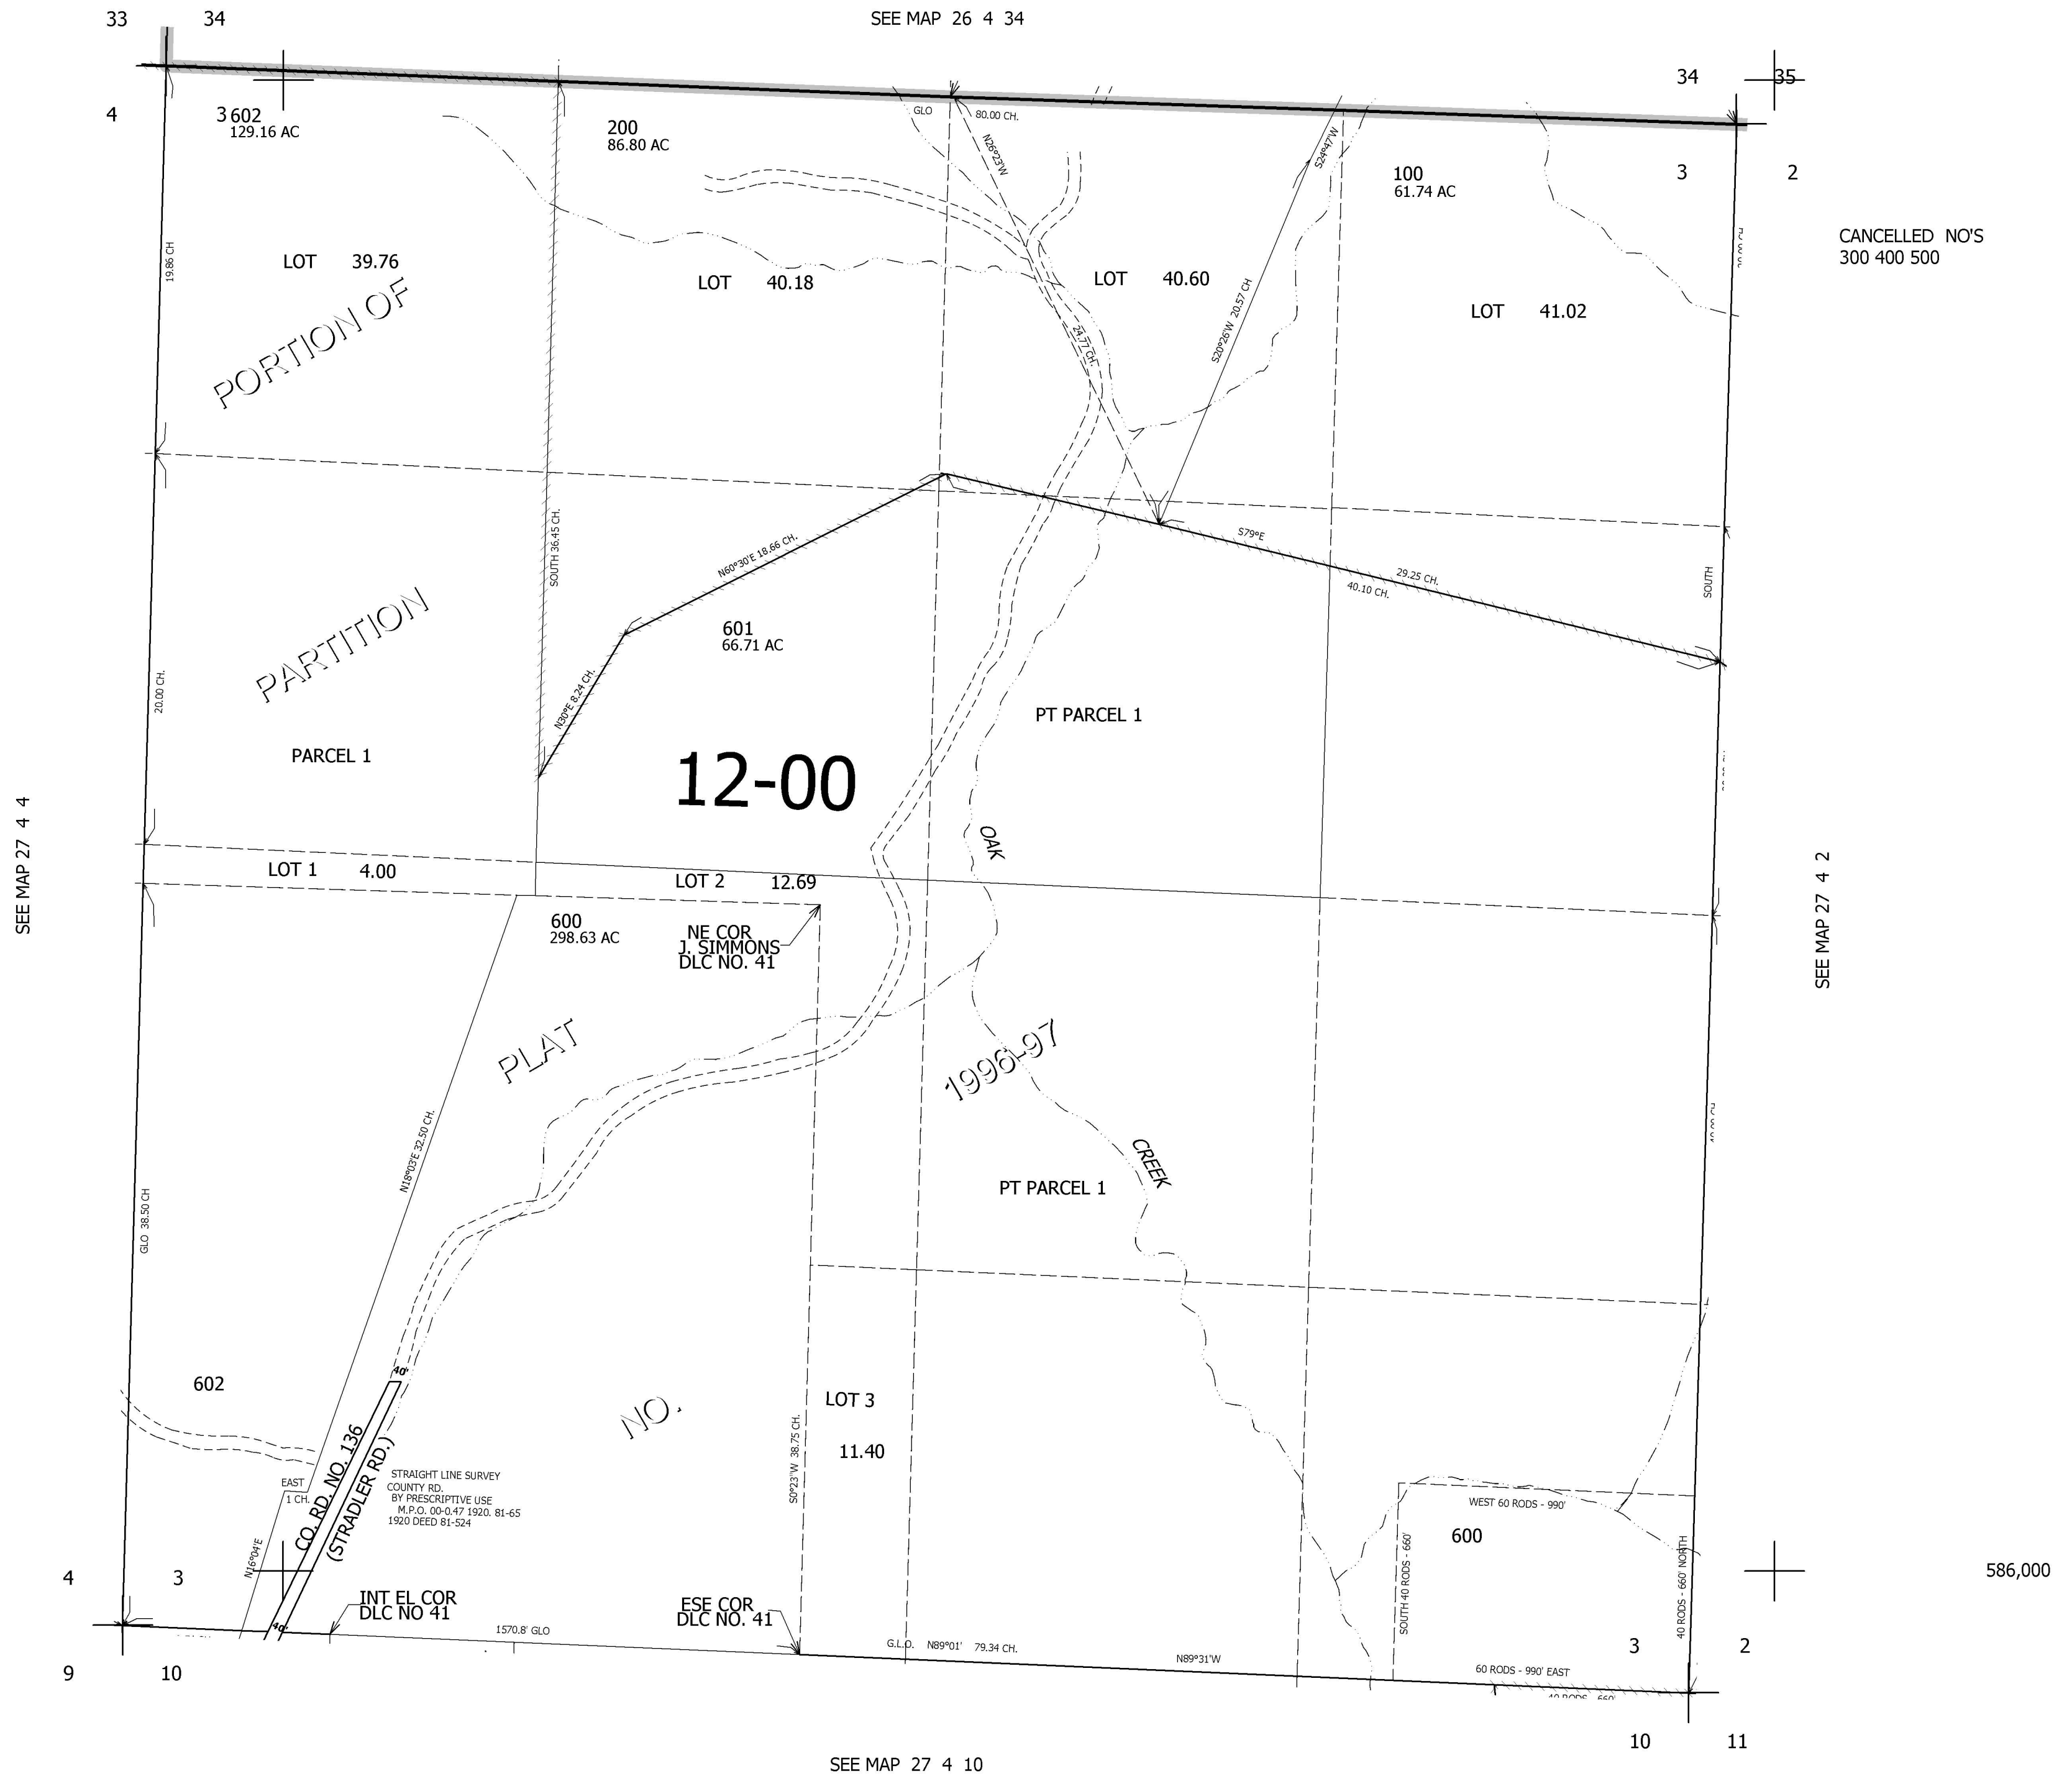 33 34
SEE MAP 26 4 34
34 35
4
3 602
129.16 AC
200
86.80 AC
GLO 80.00 CH.
N26°23'W
S24°47'W
100
61.74 AC
3 2
CANCELLED NO'S
300 400 500
19.86 CH
LOT 39.76
LOT 40.18
LOT 40.60
LOT 41.02
24.77 CH.
S20°26'W 20.57 CH
PORTION OF
SOUTH 36.45 CH.
N60°30'E 18.66 CH.
S79°E
29.25 CH.
40.10 CH.
SOUTH
PARTITION
601
66.71 AC
20.00 CH.
N30°E 8.24 CH.
PT PARCEL 1
PARCEL 1
12-00
OAK
SEE MAP 27 4 4
SEE MAP 27 4 2
LOT 1 4.00
LOT 2 12.69
600
298.63 AC
NE COR
J. SIMMONS
DLC NO. 41
PLAT
1996-97
N18°03'E 32.50 CH.
CREEK
PT PARCEL 1
GLO 38.50 CH
602
40'
NO.
LOT 3
11.40
S0°23'W 38.75 CH.
CO. RD. NO. 136
(STRADLER RD.)
STRAIGHT LINE SURVEY
COUNTY RD.
BY PRESCRIPTIVE USE
M.P.O. 00-0.47 1920. 81-65
1920 DEED 81-524
EAST
1 CH.
N16°04'E
WEST 60 RODS - 990'
600
SOUTH 40 RODS - 660'
40 RODS - 660' NORTH
586,000
4 3
INT EL COR
DLC NO 41
ESE COR
DLC NO. 41
40'
1570.8' GLO
G.L.O. N89°01' 79.34 CH.
N89°31'W
3 2
60 RODS - 990' EAST
40 RODS - 660'
9 10
10 11
SEE MAP 27 4 10